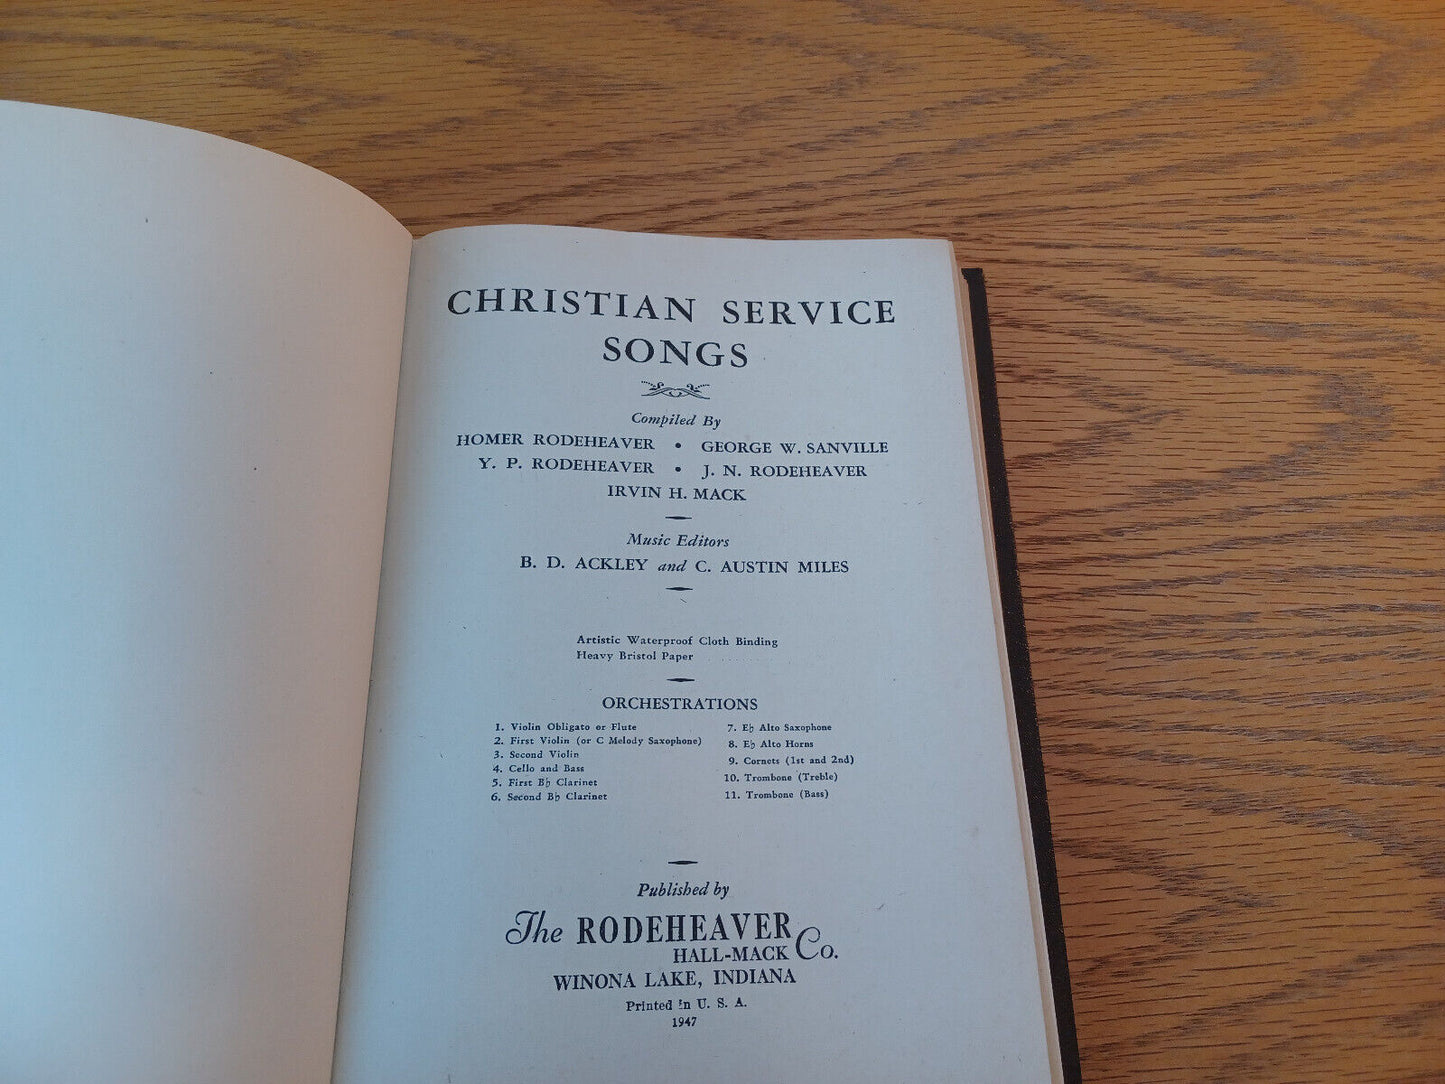 CHRISTIAN SERVICE
SONGS
Compiled By
HOMER RODEHEAVER • GEORGE W. SANVILLE
Y. P. RODEHEAVER • J. N. RODEHEAVER
IRVIN H. MACK
Music Editors
B. D. ACKLEY and C. AUSTIN MILES
Artistic Waterproof Cloth Binding
Heavy Bristol Paper
ORCHESTRATIONS
1. Violin Obligato or Flute
2. First Violin (or C Melody Saxophone)
3. Second Violin
4. Cello and Bass
5. First B♭ Clarinet
6. Second B♭ Clarinet
7. E♭ Alto Saxophone
8. E♭ Alto Horns
9. Cornets (1st and 2nd)
10. Trombone (Treble)
11. Trombone (Bass)
Published by
The RODEHEAVER
HALL-MACK Co.
WINONA LAKE, INDIANA
Printed in U. S. A.
1947